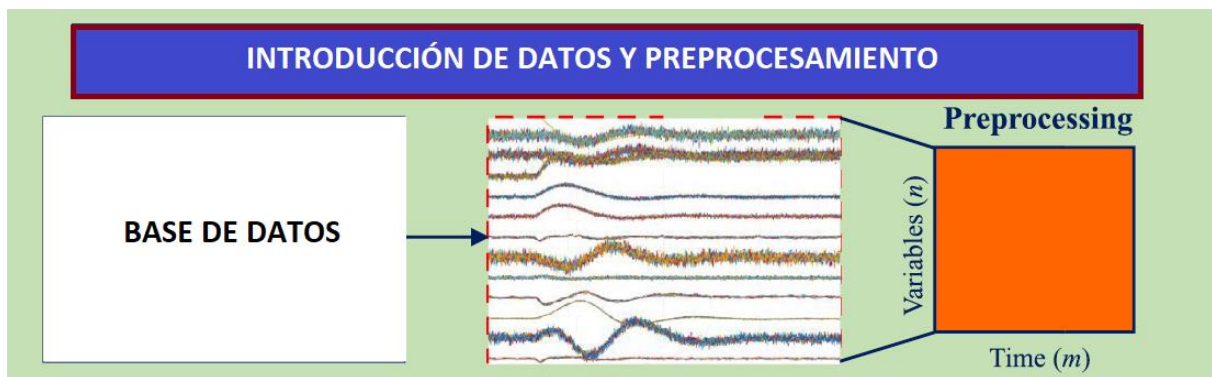 INTRODUCCIÓN DE DATOS Y PREPROCESAMIENTO
BASE DE DATOS
Preprocessing
Variables (n)
Time (m)